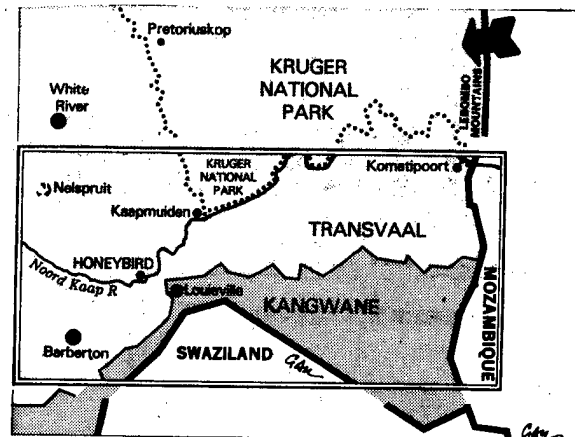 Pretoriuskop
White
River
KRUGER
NATIONAL
PARK
LEBOMBO
MOUNTAINS
KRUGER
NATIONAL
PARK
Komatipoort
Nelspruit
Kaapmuiden
TRANSVAAL
HONEYBIRD
Noord Kaap R
Louieville
KANGWANE
MOZAMBIQUE
Barberton
SWAZILAND